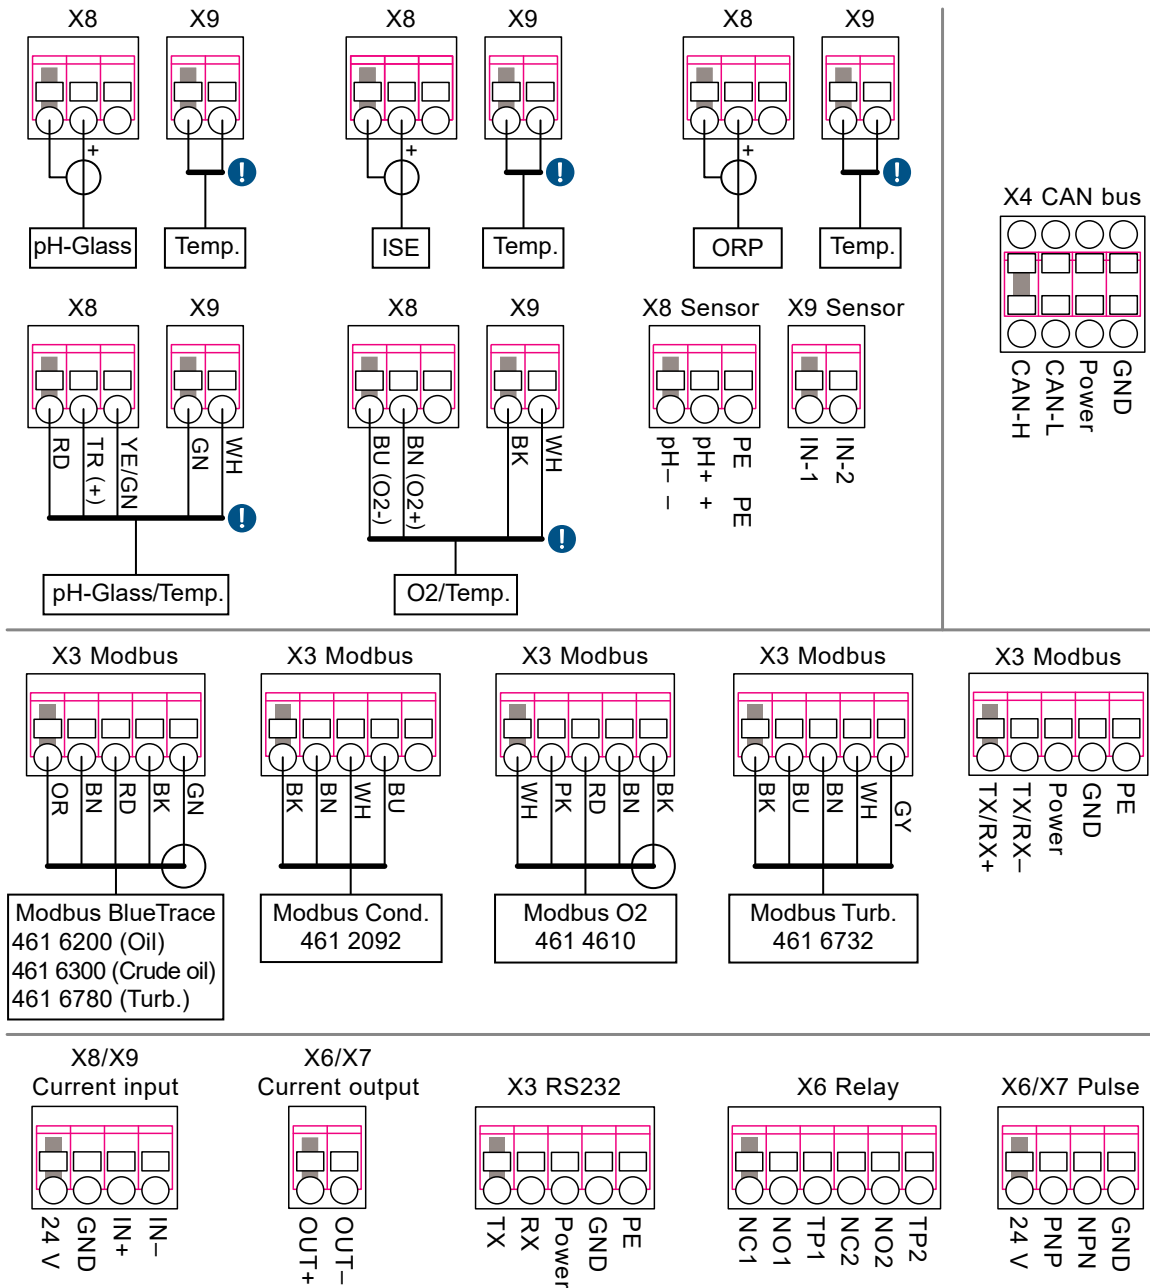 X8 X9 X8 X9 X8 X9
+ + +
pH-Glass Temp. ISE Temp. ORP Temp.
X4 CAN bus
CAN-H CAN-L Power GND
X8 X9 X8 X9 X8 Sensor X9 Sensor
RD TR (+) YE/GN GN WH
BU (O2-) BN (O2+) BK WH
pH– pH+ PE IN-1 IN-2
– + PE
pH-Glass/Temp. O2/Temp.
X3 Modbus X3 Modbus X3 Modbus X3 Modbus X3 Modbus
OR BN RD BK GN
BK BN WH BU
WH PK RD BN BK
BK BU BN WH GY
TX/RX+ TX/RX– Power GND PE
Modbus BlueTrace
461 6200 (Oil)
461 6300 (Crude oil)
461 6780 (Turb.)
Modbus Cond.
461 2092
Modbus O2
461 4610
Modbus Turb.
461 6732
X8/X9
Current input
24 V GND IN+ IN–
X6/X7
Current output
OUT+ OUT–
X3 RS232
TX RX Power GND PE
X6 Relay
NC1 NO1 TP1 NC2 NO2 TP2
X6/X7 Pulse
24 V PNP NPN GND